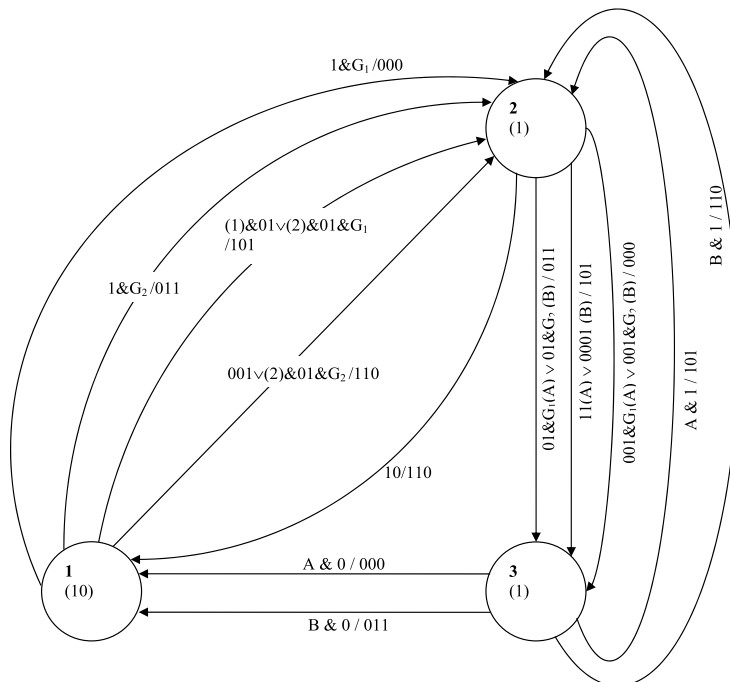 1&G₁ /000
2
(1)
(1)&01∨(2)&01&G₁
/101
1&G₂ /011
001∨(2)&01&G₂ /110
10/110
01&G₁(A) ∨ 01&G₂ (B) / 011
11(A) ∨ 0001 (B) / 101
001&G₁(A) ∨ 001&G₂ (B) / 000
A & 1 / 101
B & 1 / 110
1
(10)
A & 0 / 000
B & 0 / 011
3
(1)